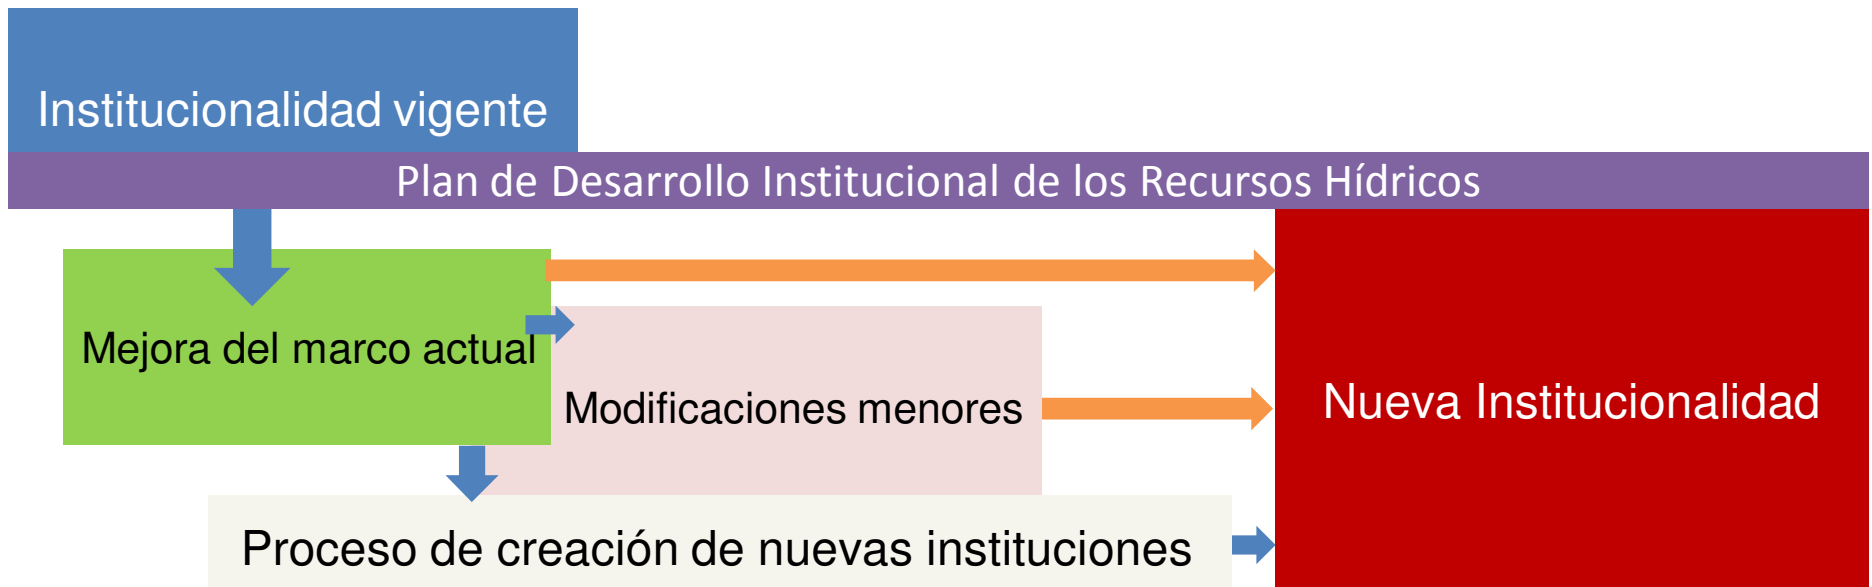 Institucionalidad vigente
Plan de Desarrollo Institucional de los Recursos Hídricos
Mejora del marco actual
Modificaciones menores
Nueva Institucionalidad
Proceso de creación de nuevas instituciones